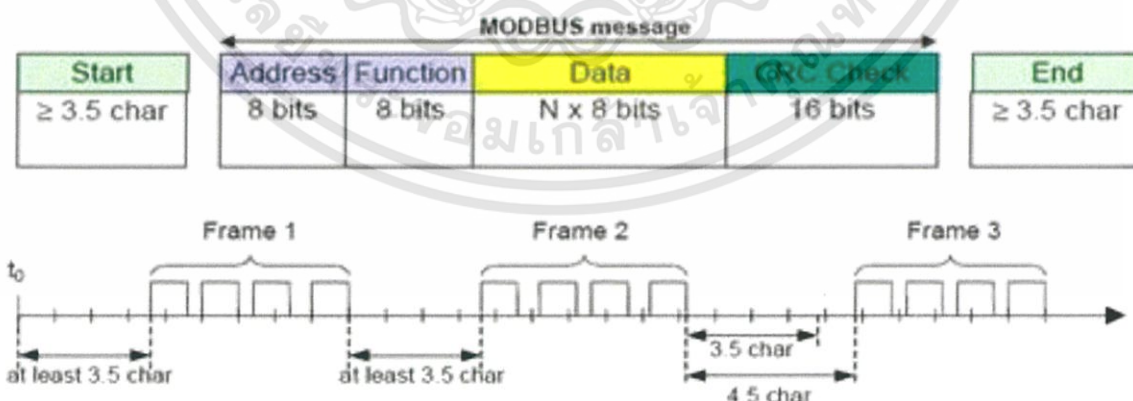 MODBUS message
Start Address Function Data CRC Check End
≥ 3.5 char 8 bits 8 bits N x 8 bits 16 bits ≥ 3.5 char
Frame 1 Frame 2 Frame 3
t0
at least 3.5 char at least 3.5 char 3.5 char
4.5 char